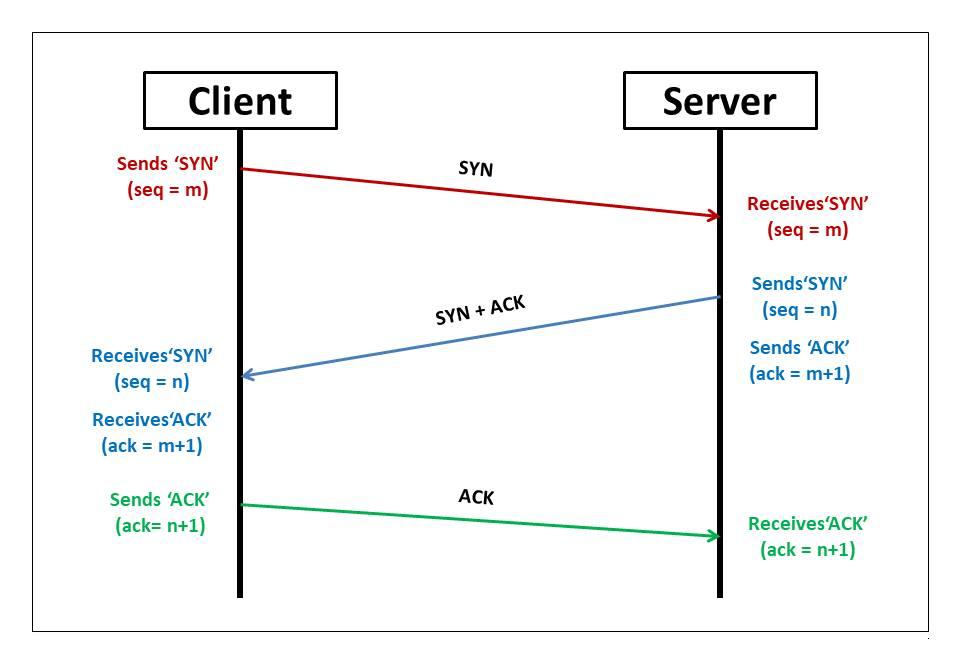 Client
Server
Sends ‘SYN’
(seq = m)
SYN
Receives‘SYN’
(seq = m)
Sends‘SYN’
(seq = n)
SYN + ACK
Sends ‘ACK’
(ack = m+1)
Receives‘SYN’
(seq = n)
Receives‘ACK’
(ack = m+1)
Sends ‘ACK’
(ack= n+1)
ACK
Receives‘ACK’
(ack = n+1)